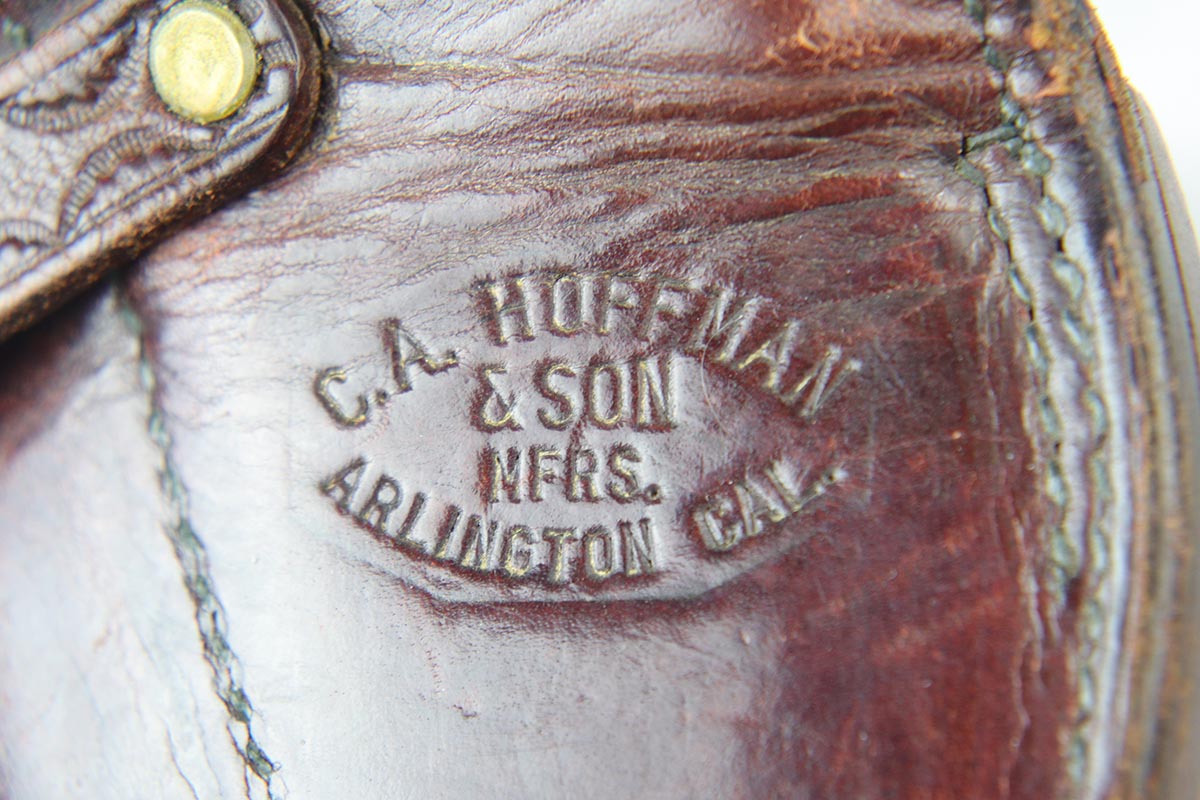 C.A. HOFFMAN
& SON
MFRS.
ARLINGTON CAL.